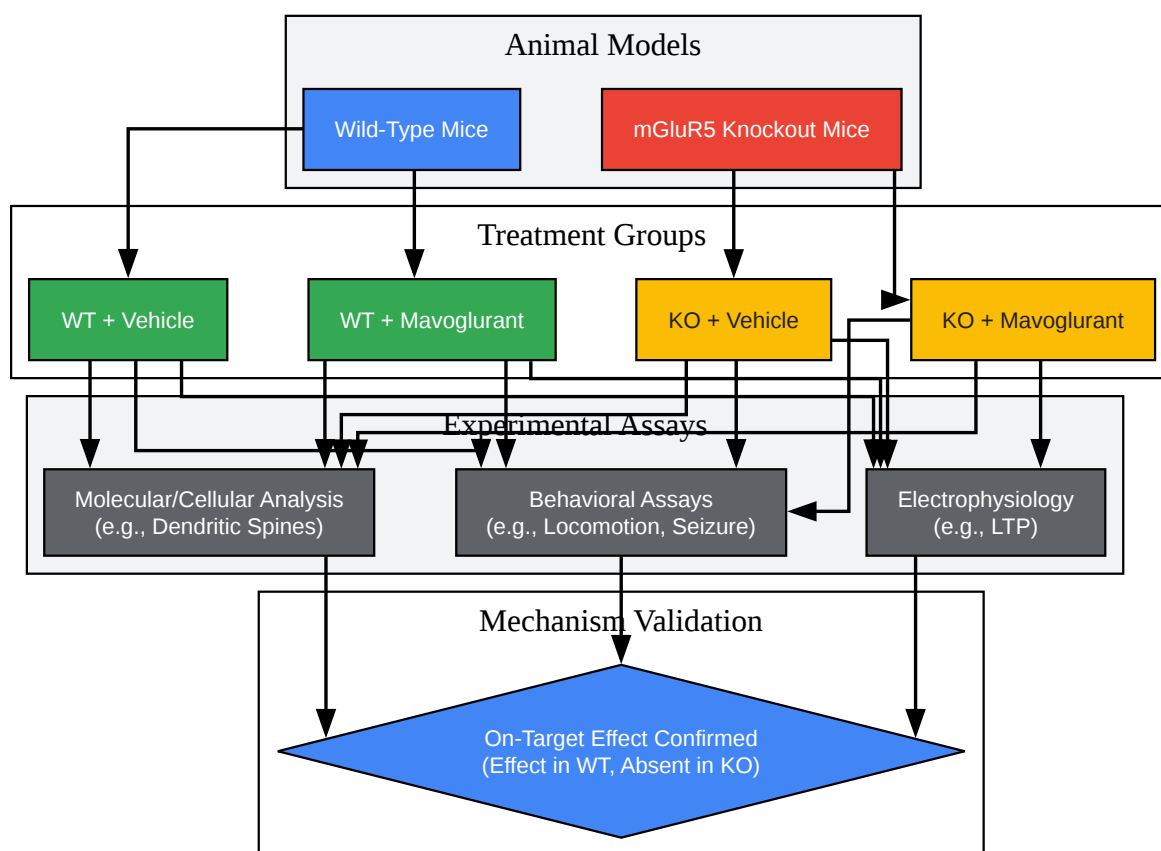 Animal Models
Wild-Type Mice
mGluR5 Knockout Mice
Treatment Groups
WT + Vehicle
WT + Mavoglurant
KO + Vehicle
KO + Mavoglurant
Experimental Assays
Molecular/Cellular Analysis
(e.g., Dendritic Spines)
Behavioral Assays
(e.g., Locomotion, Seizure)
Electrophysiology
(e.g., LTP)
Mechanism Validation
On-Target Effect Confirmed
(Effect in WT, Absent in KO)